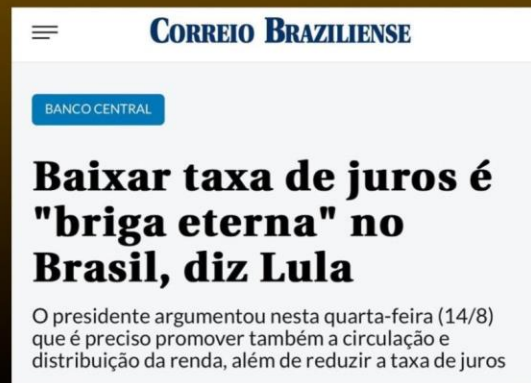 CORREIO BRAZILIENSE
BANCO CENTRAL
Baixar taxa de juros é
"briga eterna" no
Brasil, diz Lula
O presidente argumentou nesta quarta-feira (14/8)
que é preciso promover também a circulação e
distribuição da renda, além de reduzir a taxa de juros